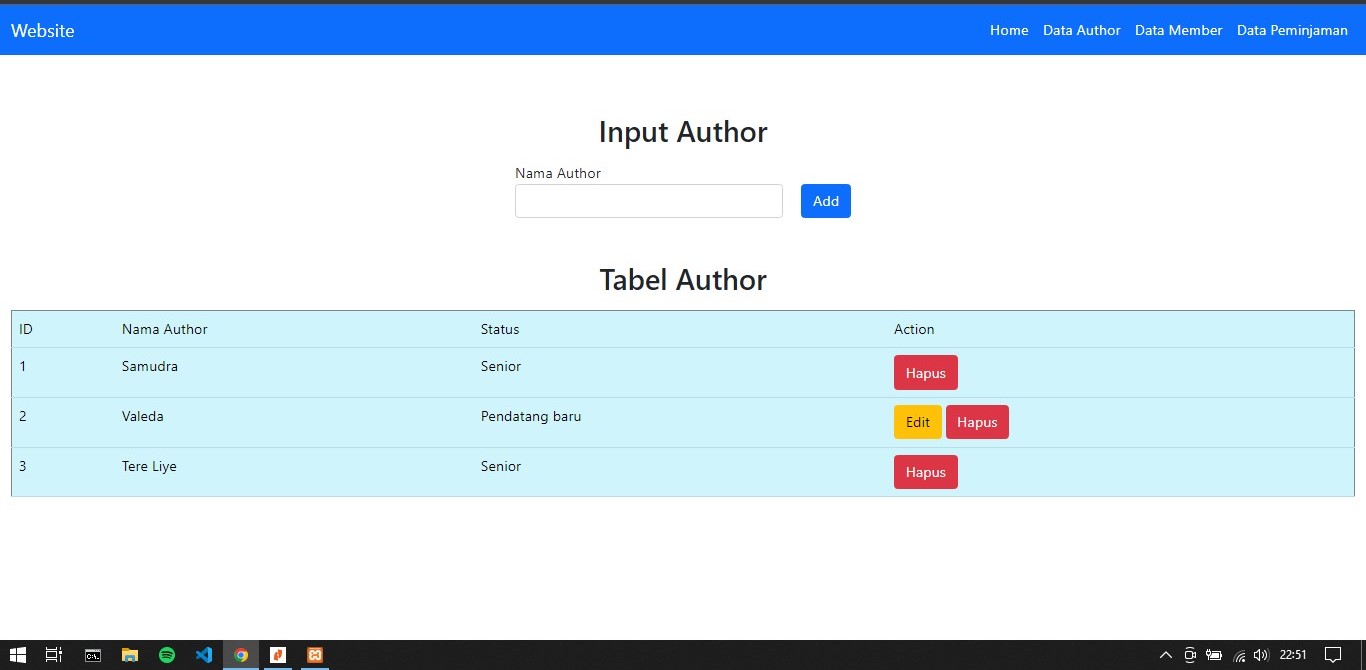 Website Home Data Author Data Member Data Peminjaman
Input Author
Nama Author
Add
Tabel Author
ID Nama Author Status Action
1 Samudra Senior Hapus
2 Valeda Pendatang baru Edit Hapus
3 Tere Liye Senior Hapus
22:51